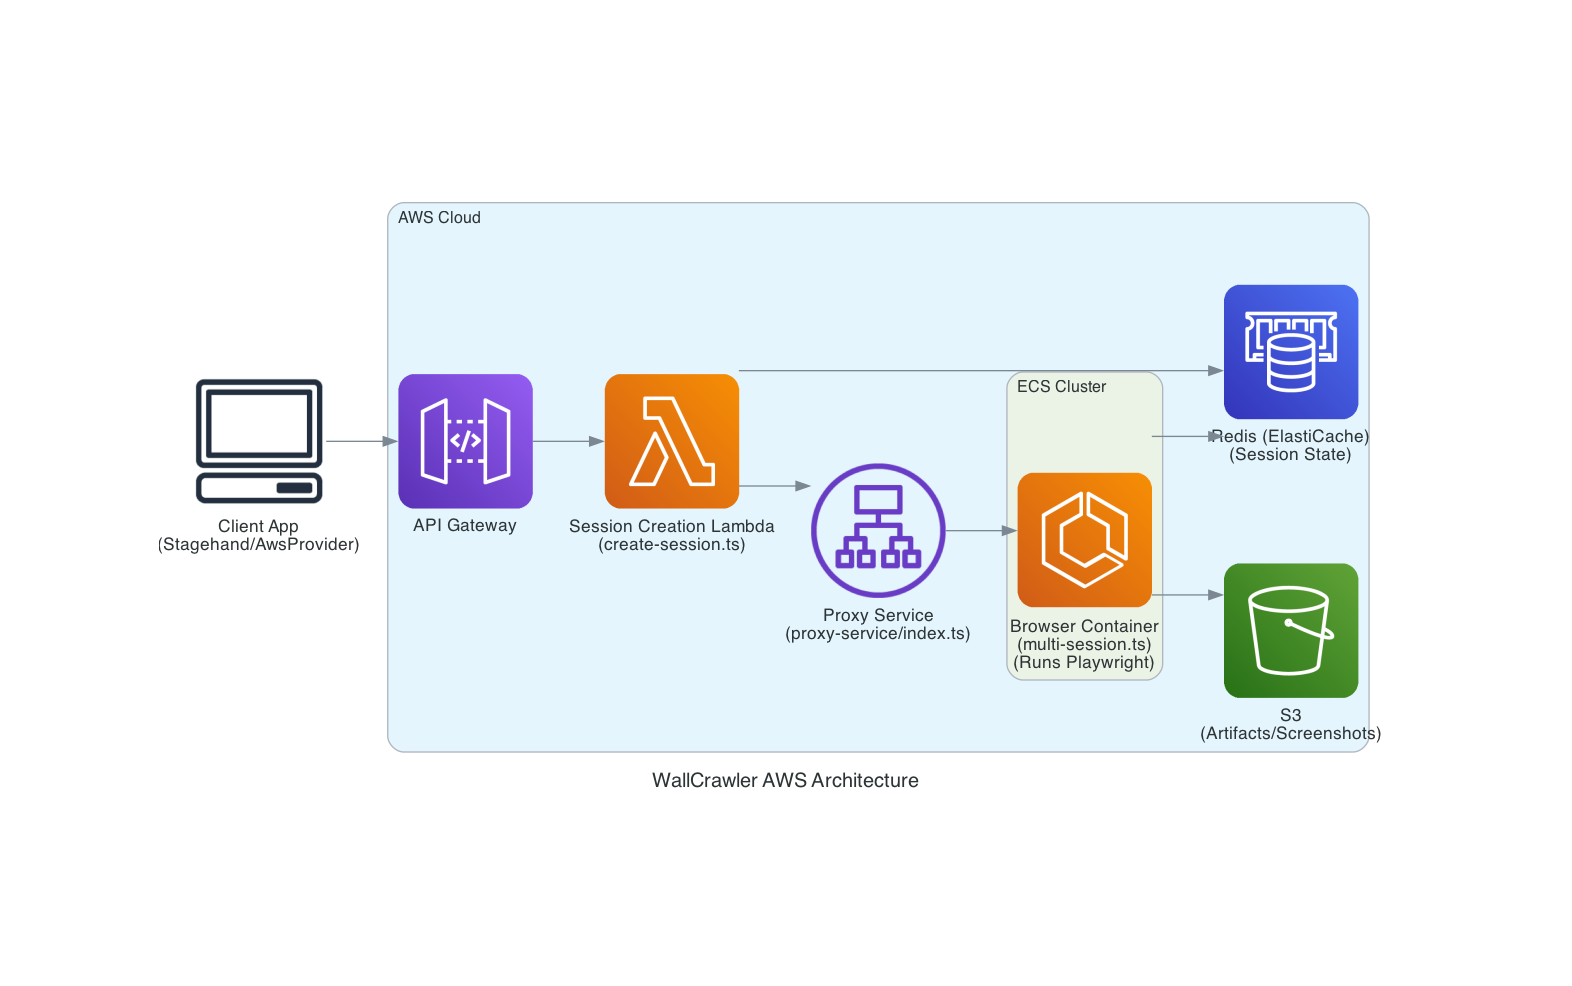 AWS Cloud
ECS Cluster
Redis (ElastiCache)
(Session State)
Client App
(Stagehand/AwsProvider)
API Gateway
Session Creation Lambda
(create-session.ts)
Proxy Service
(proxy-service/index.ts)
Browser Container
(multi-session.ts)
(Runs Playwright)
S3
(Artifacts/Screenshots)
WallCrawler AWS Architecture